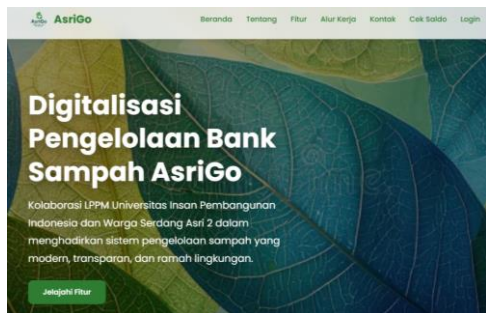 AsriGo
Beranda Tentang Fitur Alur Kerja Kontak Cek Saldo Login
Digitalisasi
Pengelolaan Bank
Sampah AsriGo
Kolaborasi LPPM Universitas Insan Pembangunan
Indonesia dan Warga Serdang Asri 2 dalam
menghadirkan sistem pengelolaan sampah yang
modern, transparan, dan ramah lingkungan.
Jelajahi Fitur